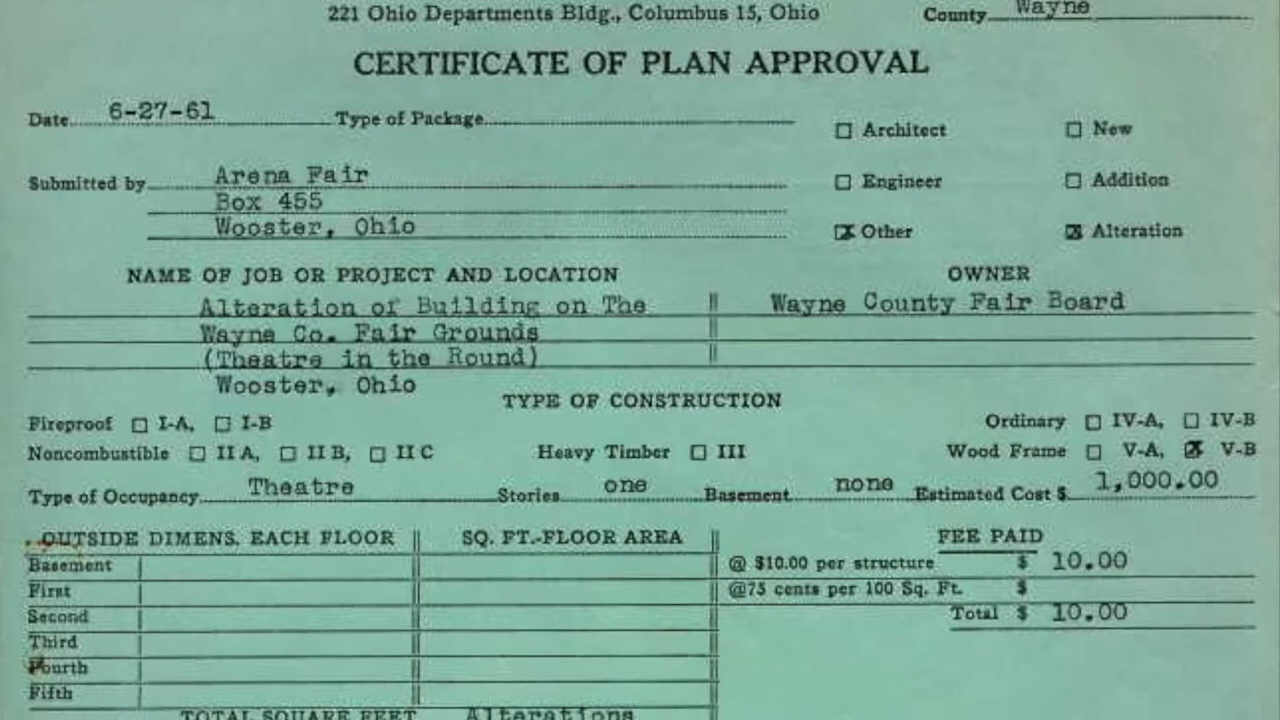 221 Ohio Departments Bldg., Columbus 15, Ohio County Wayne
CERTIFICATE OF PLAN APPROVAL
Date 6-27-61 Type of Package
Architect New
Submitted by Arena Fair Engineer Addition
Box 455
Wooster, Ohio Other Alteration
NAME OF JOB OR PROJECT AND LOCATION OWNER
Alteration of Building on The Wayne County Fair Board
Wayne Co. Fair Grounds
(Theatre in the Round)
Wooster, Ohio
TYPE OF CONSTRUCTION
Fireproof I-A, I-B Ordinary IV-A, IV-B
Noncombustible II A, II B, II C Heavy Timber III Wood Frame V-A, V-B
Type of Occupancy Theatre Stories one Basement none Estimated Cost $ 1,000.00
OUTSIDE DIMENS. EACH FLOOR SQ. FT.-FLOOR AREA FEE PAID
Basement @ $10.00 per structure $ 10.00
First @75 cents per 100 Sq. Ft. $
Second Total $ 10.00
Third
Fourth
Fifth
TOTAL SQUARE FEET Alterations